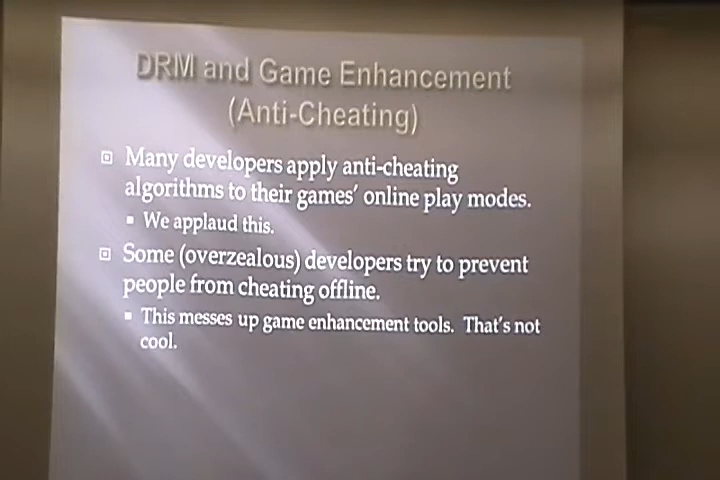 DRM and Game Enhancement
(Anti-Cheating)
Many developers apply anti-cheating
algorithms to their games' online play modes.
We applaud this.
Some (overzealous) developers try to prevent
people from cheating offline.
This messes up game enhancement tools. That's not
cool.